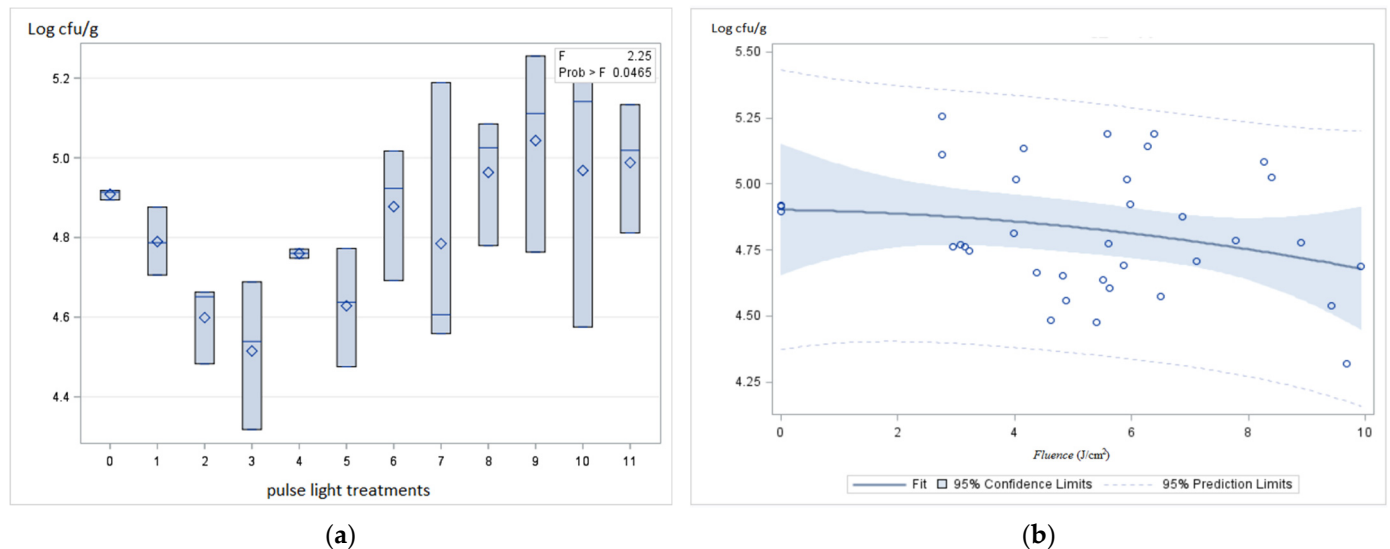 Log cfu/g
F 2.25
Prob > F 0.0465
5.2
5.0
4.8
4.6
4.4
0 1 2 3 4 5 6 7 8 9 10 11
pulse light treatments
(a)
Log cfu/g
5.50
5.25
5.00
4.75
4.50
4.25
0 2 4 6 8 10
Fluence (J/cm²)
Fit 95% Confidence Limits 95% Prediction Limits
(b)